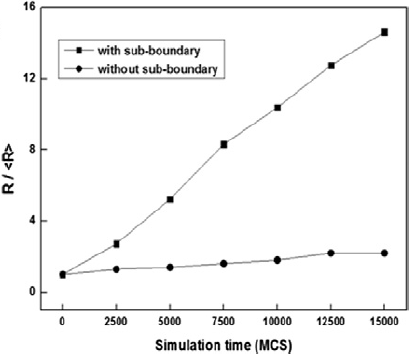 16
12
8
4
0
R / <R>
with sub-boundary
without sub-boundary
0 2500 5000 7500 10000 12500 15000
Simulation time (MCS)